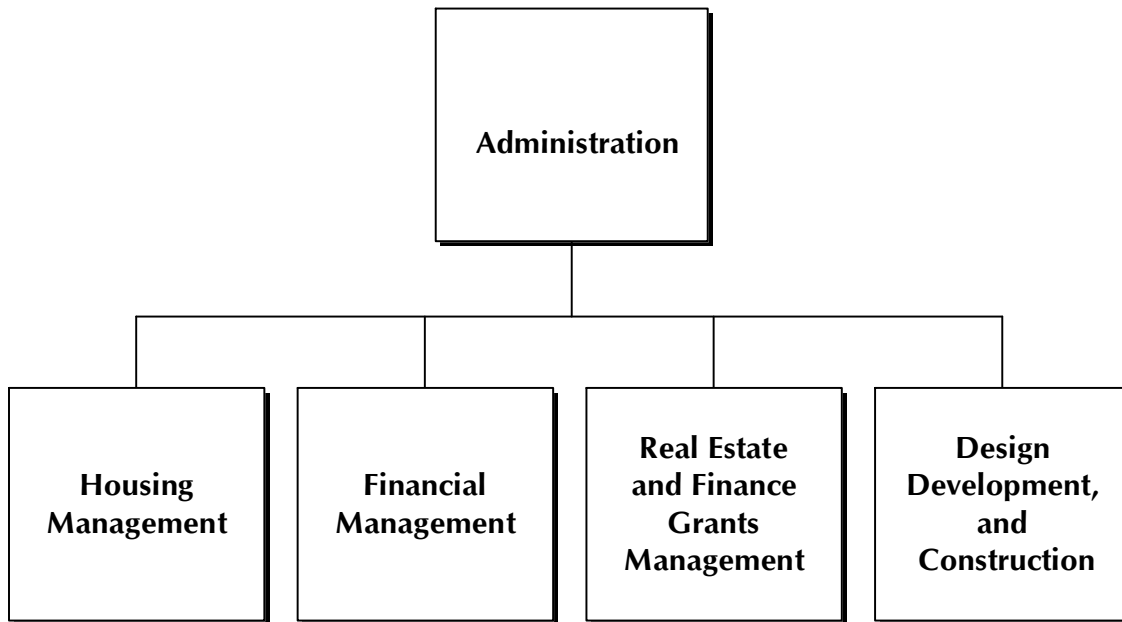 Administration
Housing
Management
Financial
Management
Real Estate
and Finance
Grants
Management
Design
Development,
and
Construction